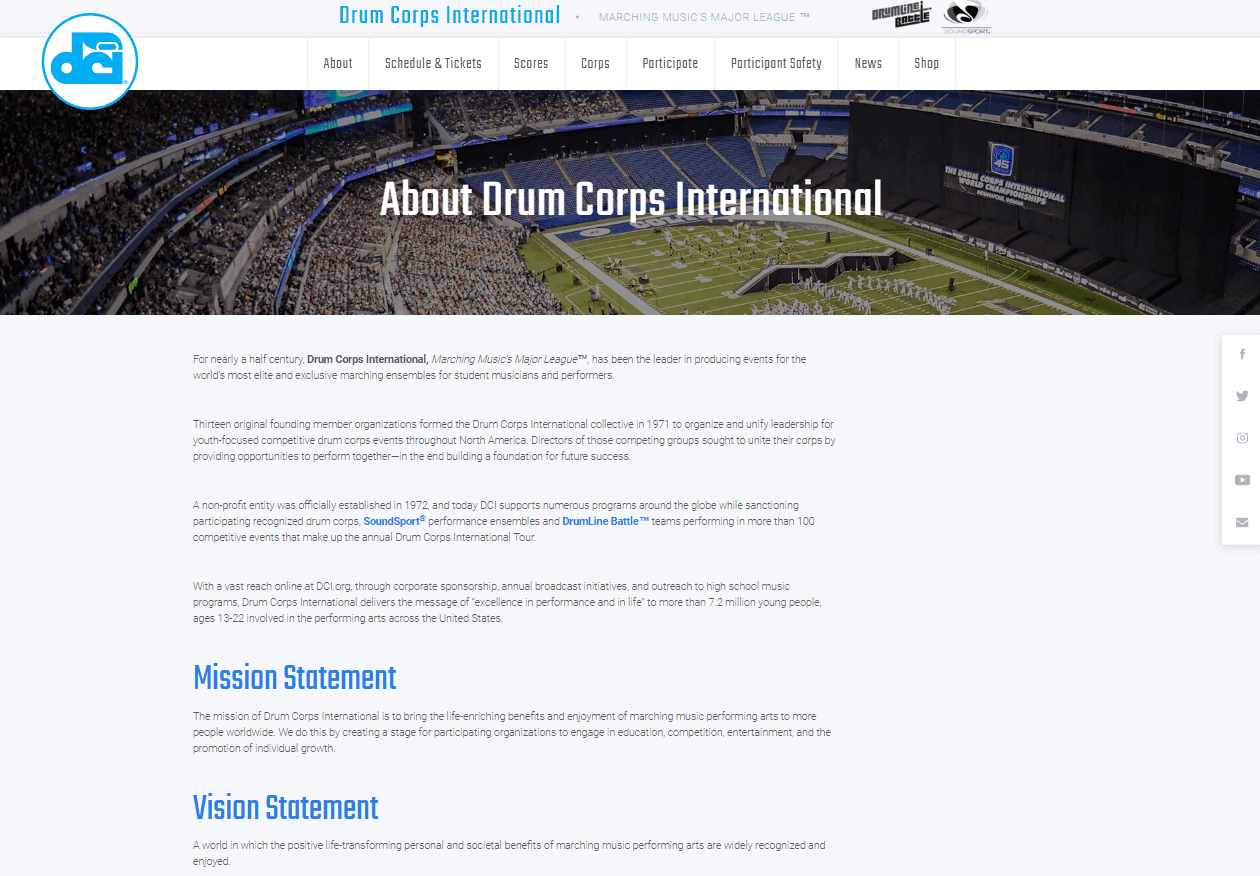 Drum Corps International • MARCHING MUSIC'S MAJOR LEAGUE ™
DRUMLINE BATTLE
SOUNDSPORT
dci
About Schedule & Tickets Scores Corps Participate Participant Safety News Shop
45
THE DRUM CORPS INTERNATIONAL
WORLD CHAMPIONSHIPS
INDIANAPOLIS, INDIANA
About Drum Corps International
For nearly a half century, Drum Corps International, Marching Music's Major League™, has been the leader in producing events for the
world's most elite and exclusive marching ensembles for student musicians and performers.
Thirteen original founding member organizations formed the Drum Corps International collective in 1971 to organize and unify leadership for
youth-focused competitive drum corps events throughout North America. Directors of those competing groups sought to unite their corps by
providing opportunities to perform together—in the end building a foundation for future success.
A non-profit entity was officially established in 1972, and today DCI supports numerous programs around the globe while sanctioning
participating recognized drum corps, SoundSport® performance ensembles and DrumLine Battle™ teams performing in more than 100
competitive events that make up the annual Drum Corps International Tour.
With a vast reach online at DCI.org, through corporate sponsorship, annual broadcast initiatives, and outreach to high school music
programs, Drum Corps International delivers the message of "excellence in performance and in life" to more than 7.2 million young people,
ages 13-22 involved in the performing arts across the United States.
Mission Statement
The mission of Drum Corps International is to bring the life-enriching benefits and enjoyment of marching music performing arts to more
people worldwide. We do this by creating a stage for participating organizations to engage in education, competition, entertainment, and the
promotion of individual growth.
Vision Statement
A world in which the positive life-transforming personal and societal benefits of marching music performing arts are widely recognized and
enjoyed.